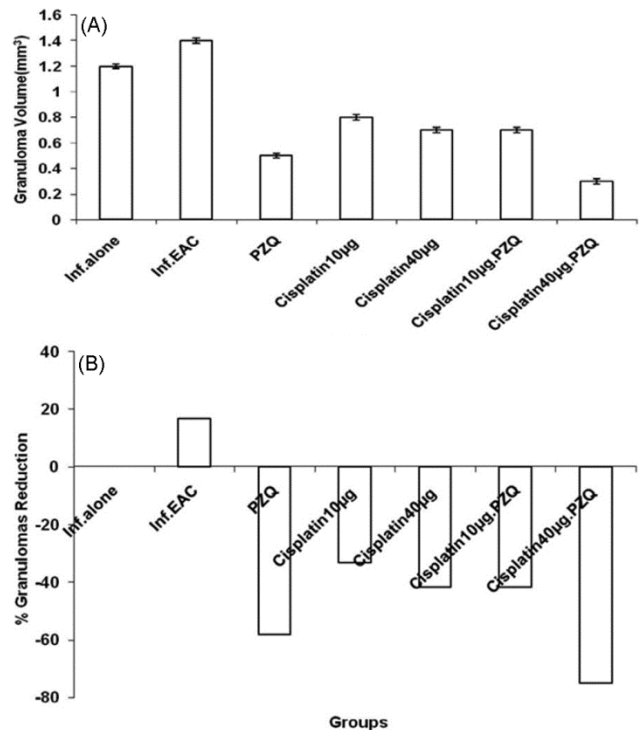 (A)
Granuloma Volume(mm³)
1.6
1.4
1.2
1
0.8
0.6
0.4
0.2
0
Inf.alone
Inf.EAC
PZQ
Cisplatin10µg
Cisplatin40µg
Cisplatin10µg.PZQ
Cisplatin40µg.PZQ
(B)
% Granulomas Reduction
40
20
0
-20
-40
-60
-80
Inf.alone
Inf.EAC
PZQ
Cisplatin10µg
Cisplatin40µg
Cisplatin10µg.PZQ
Cisplatin40µg.PZQ
Groups